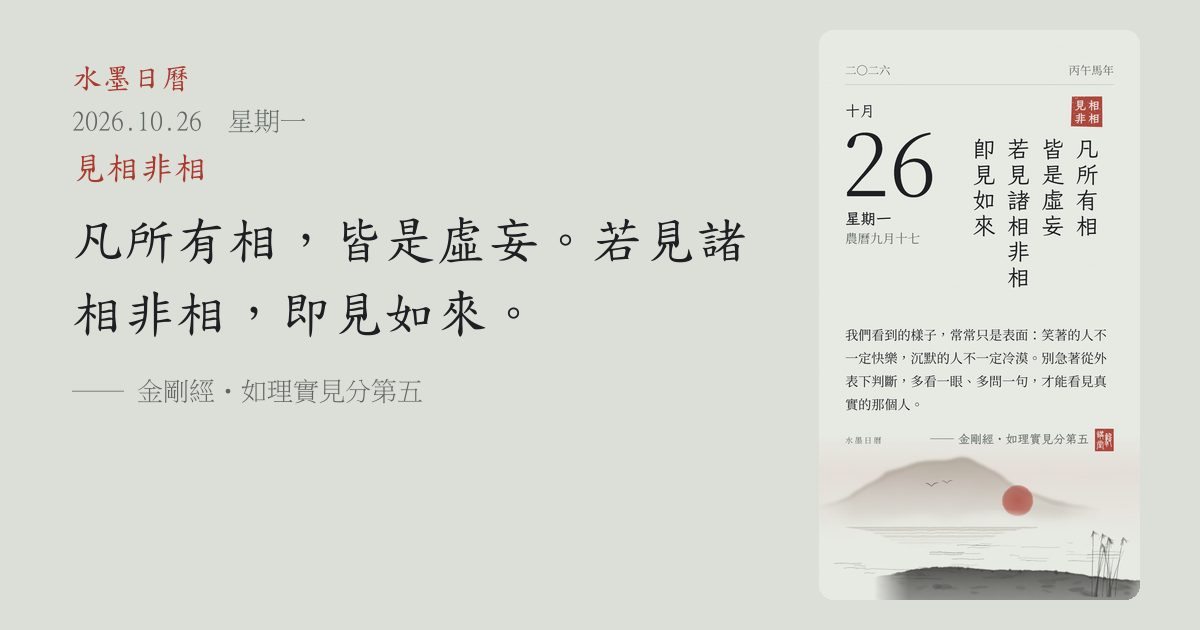 水墨日曆
2026.10.26 星期一
見相非相
凡所有相，皆是虛妄。若見諸
相非相，即見如來。
—— 金剛經・如理實見分第五
二〇二六
丙午馬年
十月
26
星期一
農曆九月十七
見相非相
凡所有相
皆是虛妄
若見諸相非相
即見如來
我們看到的樣子，常常只是表面：笑著的人不
一定快樂，沉默的人不一定冷漠。別急著從外
表下判斷，多看一眼、多問一句，才能看見真
實的那個人。
水墨日曆
—— 金剛經・如理實見分第五